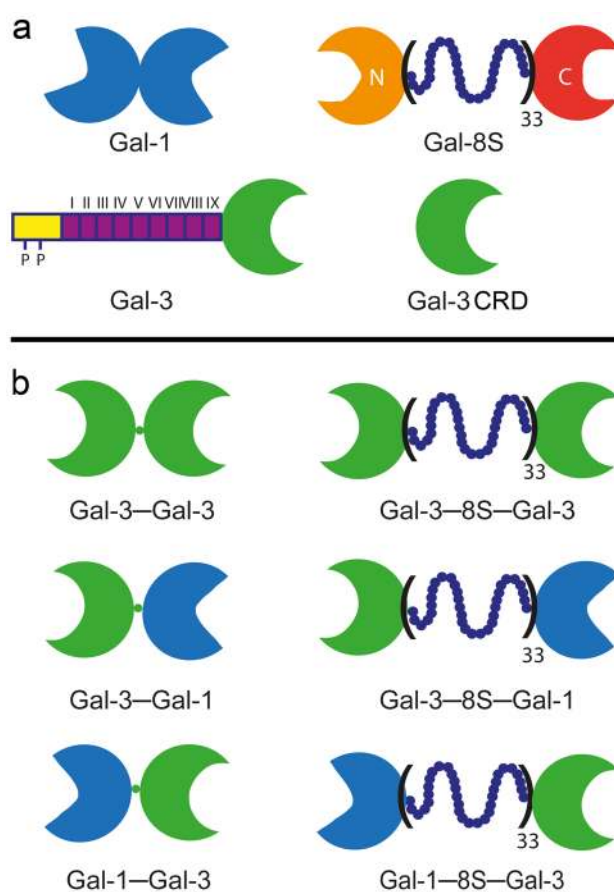 a
N
C
33
Gal-1
Gal-8S
I II III IV V VI VII VIII IX
P P
Gal-3
Gal-3 CRD
b
33
Gal-3—Gal-3
Gal-3—8S—Gal-3
33
Gal-3—Gal-1
Gal-3—8S—Gal-1
33
Gal-1—Gal-3
Gal-1—8S—Gal-3